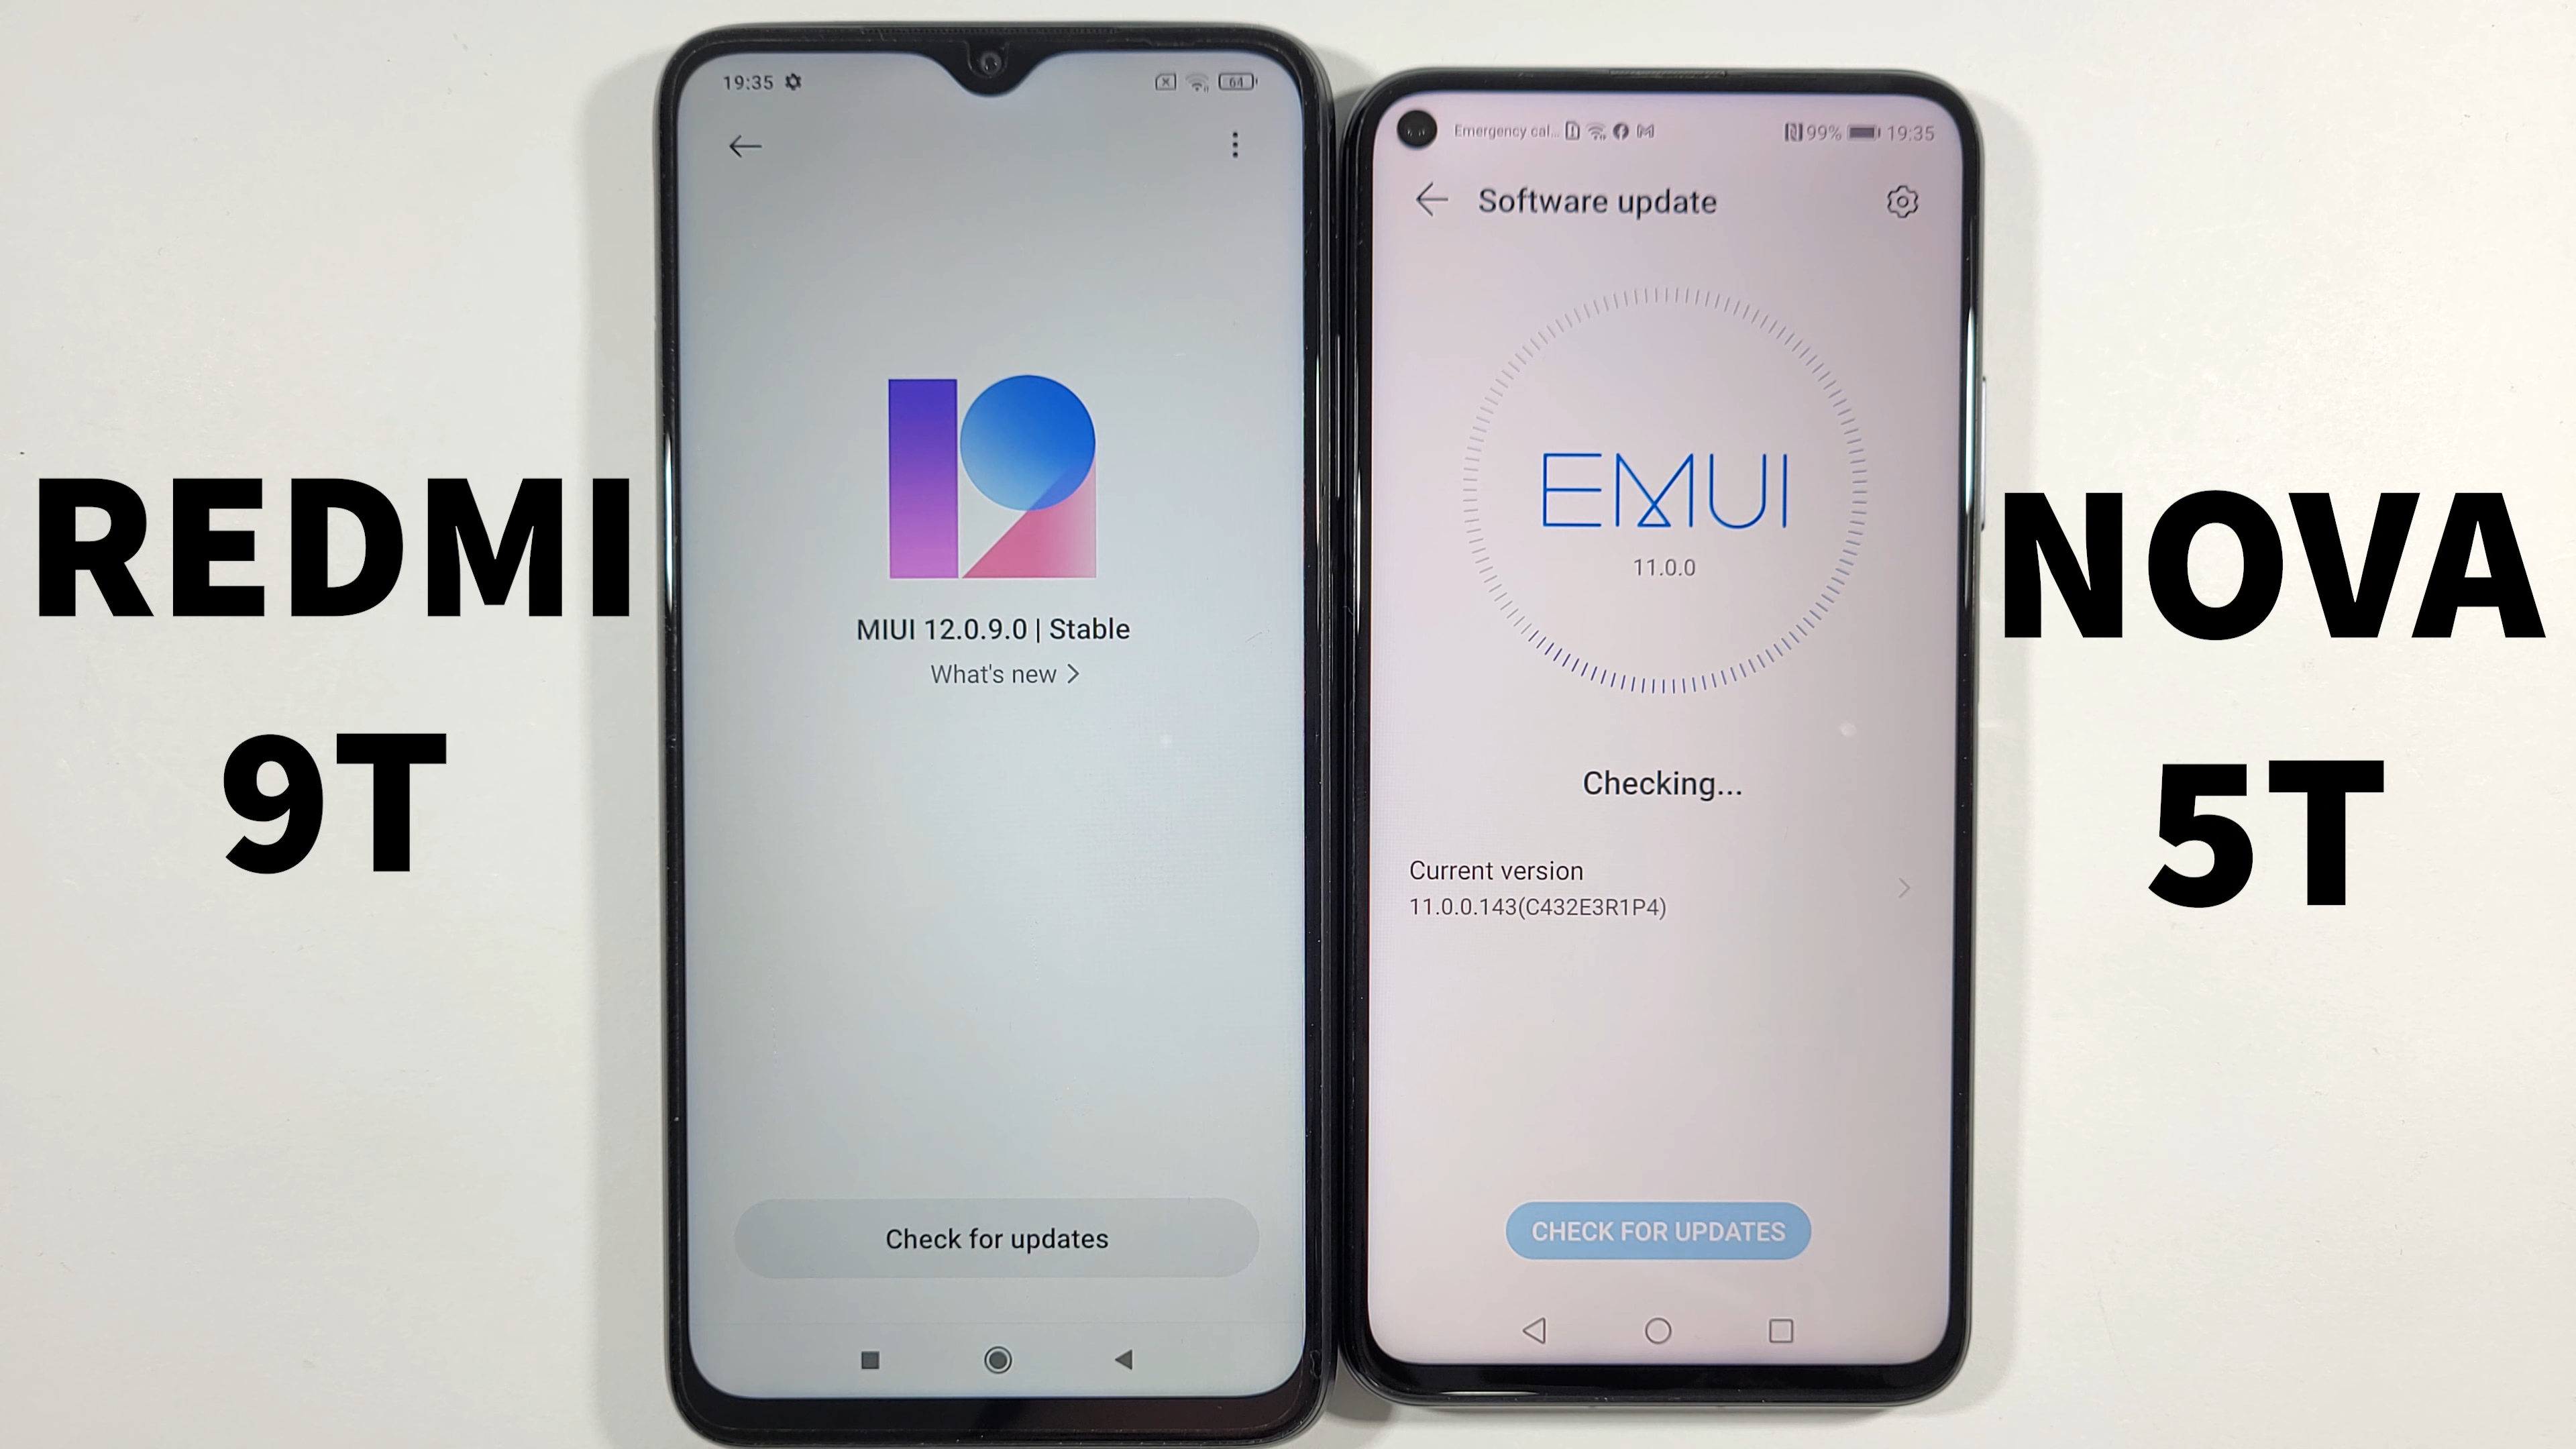 REDMI
9T
19:35
64
MIUI 12.0.9.0 | Stable
What's new >
Check for updates
Emergency cal...
99%
19:35
Software update
EMUI
11.0.0
Checking...
Current version
11.0.0.143(C432E3R1P4)
CHECK FOR UPDATES
NOVA
5T